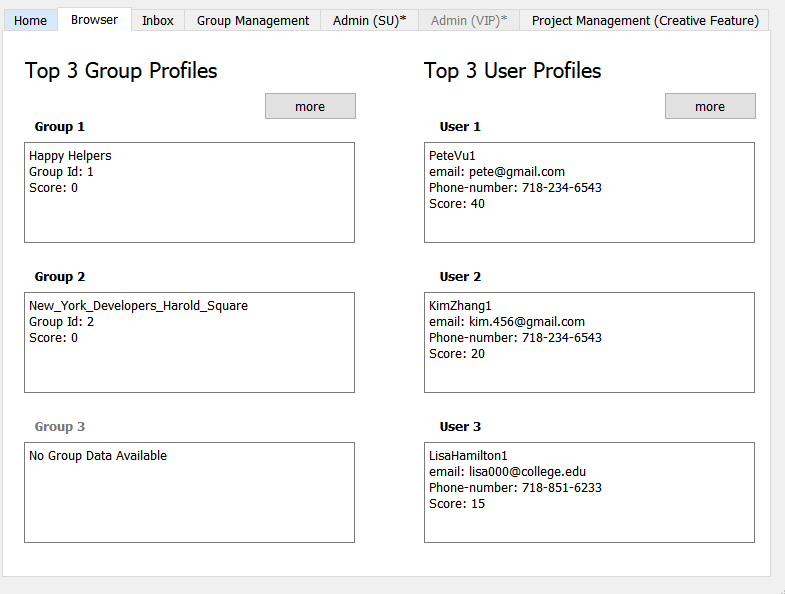 Home Browser Inbox Group Management Admin (SU)* Admin (VIP)* Project Management (Creative Feature)
Top 3 Group Profiles
more
Group 1
Happy Helpers
Group Id: 1
Score: 0
Group 2
New_York_Developers_Harold_Square
Group Id: 2
Score: 0
Group 3
No Group Data Available
Top 3 User Profiles
more
User 1
PeteVu1
email: pete@gmail.com
Phone-number: 718-234-6543
Score: 40
User 2
KimZhang1
email: kim.456@gmail.com
Phone-number: 718-234-6543
Score: 20
User 3
LisaHamilton1
email: lisa000@college.edu
Phone-number: 718-851-6233
Score: 15